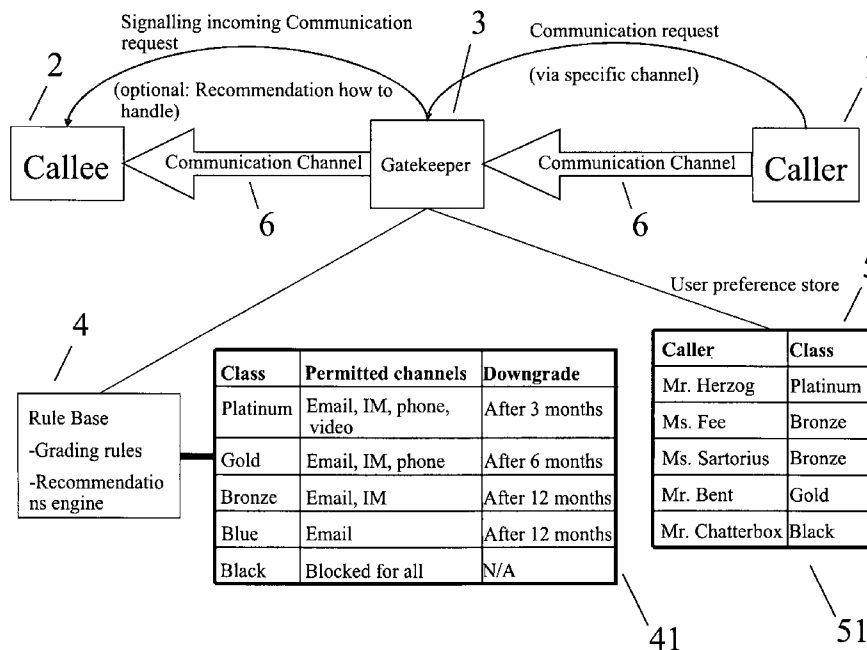 Signalling incoming Communication
request
3
Communication request
2
(optional: Recommendation how to
handle)
(via specific channel)
Callee
Communication Channel
Gatekeeper
Communication Channel
Caller
6
6
User preference store
4
Rule Base
-Grading rules
-Recommendatio
ns engine
Class Permitted channels Downgrade
Platinum Email, IM, phone, video After 3 months
Gold Email, IM, phone After 6 months
Bronze Email, IM After 12 months
Blue Email After 12 months
Black Blocked for all N/A
41
Caller Class
Mr. Herzog Platinum
Ms. Fee Bronze
Ms. Sartorius Bronze
Mr. Bent Gold
Mr. Chatterbox Black
51